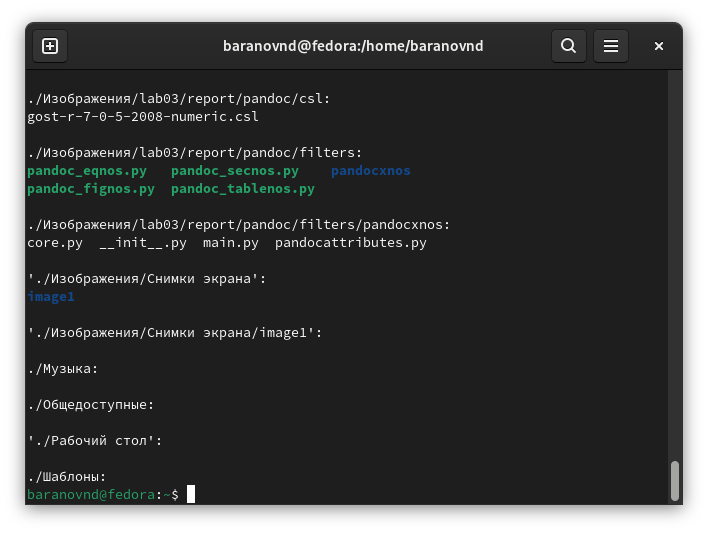 baranovnd@fedora:/home/baranovnd
./Изображения/lab03/report/pandoc/csl:
gost-r-7-0-5-2008-numeric.csl
./Изображения/lab03/report/pandoc/filters:
pandoc_eqnos.py   pandoc_secnos.py    pandocxnos
pandoc_fignos.py  pandoc_tablenos.py
./Изображения/lab03/report/pandoc/filters/pandocxnos:
core.py  __init__.py  main.py  pandocattributes.py
'./Изображения/Снимки экрана':
image1
'./Изображения/Снимки экрана/image1':
./Музыка:
./Общедоступные:
'./Рабочий стол':
./Шаблоны:
baranovnd@fedora:~$